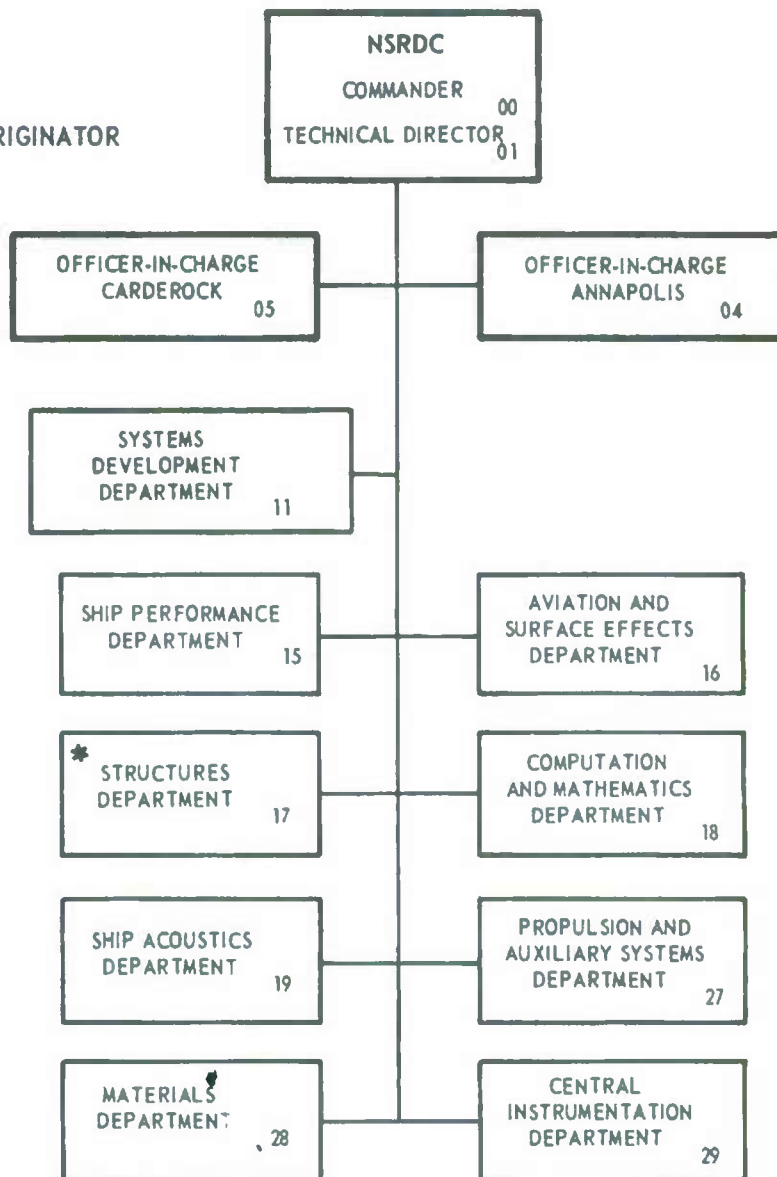 NSRDC
COMMANDER
00
TECHNICAL DIRECTOR
01
RIGINATOR
OFFICER-IN-CHARGE
CARDEROCK
05
OFFICER-IN-CHARGE
ANNAPOLIS
04
SYSTEMS
DEVELOPMENT
DEPARTMENT
11
SHIP PERFORMANCE
DEPARTMENT
15
AVIATION AND
SURFACE EFFECTS
DEPARTMENT
16
*
STRUCTURES
DEPARTMENT
17
COMPUTATION
AND MATHEMATICS
DEPARTMENT
18
SHIP ACOUSTICS
DEPARTMENT
19
PROPULSION AND
AUXILIARY SYSTEMS
DEPARTMENT
27
MATERIALS
DEPARTMENT
28
CENTRAL
INSTRUMENTATION
DEPARTMENT
29